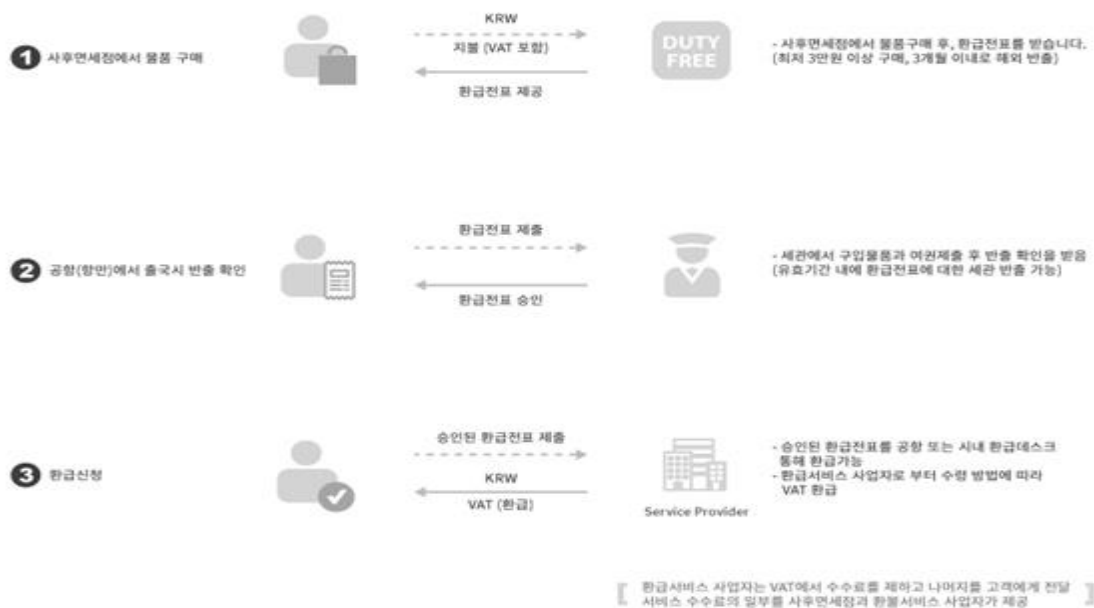 1 사후면세점에서 물품 구매
KRW
지불 (VAT 포함)
환급전표 제공
DUTY
FREE
- 사후면세점에서 물품구매 후, 환급전표를 받습니다.
(최저 3만원 이상 구매, 3개월 이내로 해외 반출)
2 공항(항만)에서 출국시 반출 확인
환급전표 제출
환급전표 승인
- 세관에서 구입물품과 여권제출 후 반출 확인을 받음
(유효기간 내에 환급전표에 대한 세관 반출 가능)
3 환급신청
승인된 환급전표 제출
KRW
VAT (환급)
Service Provider
- 승인된 환급전표를 공항 또는 시내 환급데스크
통해 환급가능
- 환급서비스 사업자로 부터 수령 방법에 따라
VAT 환급
[ 환급서비스 사업자는 VAT에서 수수료를 제하고 나머지를 고객에게 전달
서비스 수수료의 일부를 사후면세점과 환불서비스 사업자가 제공 ]